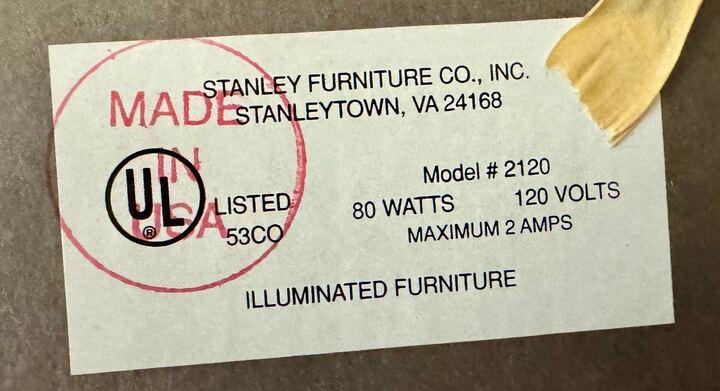 STANLEY FURNITURE CO., INC.
STANLEYTOWN, VA 24168
MADE
IN
USA
UL
®
LISTED
53CO
Model # 2120
80 WATTS 120 VOLTS
MAXIMUM 2 AMPS
ILLUMINATED FURNITURE